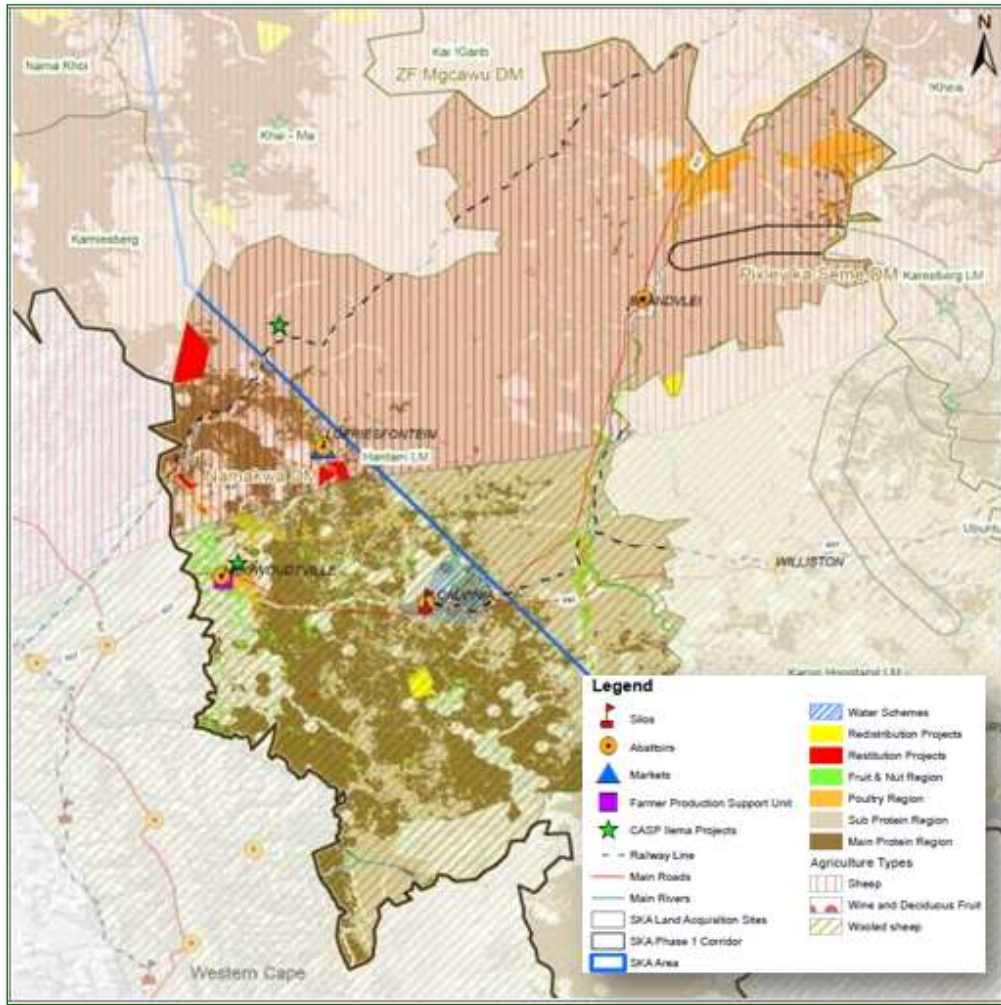 N
Nama Khoi
Kai !Garib
ZF Mgcawu DM
!Kheis
Khai - Ma
Kamiesberg
Pixley ka Seme DM
Kareeberg LM
BRANDVLEI
LOERIESFONTEIN
Hantam LM
Namakwa DM
WILLISTON
CALVINIA
Karoo Hoogland LM
Western Cape
Legend
Silos
Abattoirs
Markets
Farmer Production Support Unit
CASP Ilema Projects
Railway Line
Main Roads
Main Rivers
SKA Land Acquisition Sites
SKA Phase 1 Corridor
SKA Area
Water Schemes
Redistribution Projects
Restitution Projects
Fruit & Nut Region
Poultry Region
Sub Protein Region
Main Protein Region
Agriculture Types
Sheep
Wine and Deciduous Fruit
Wooled sheep